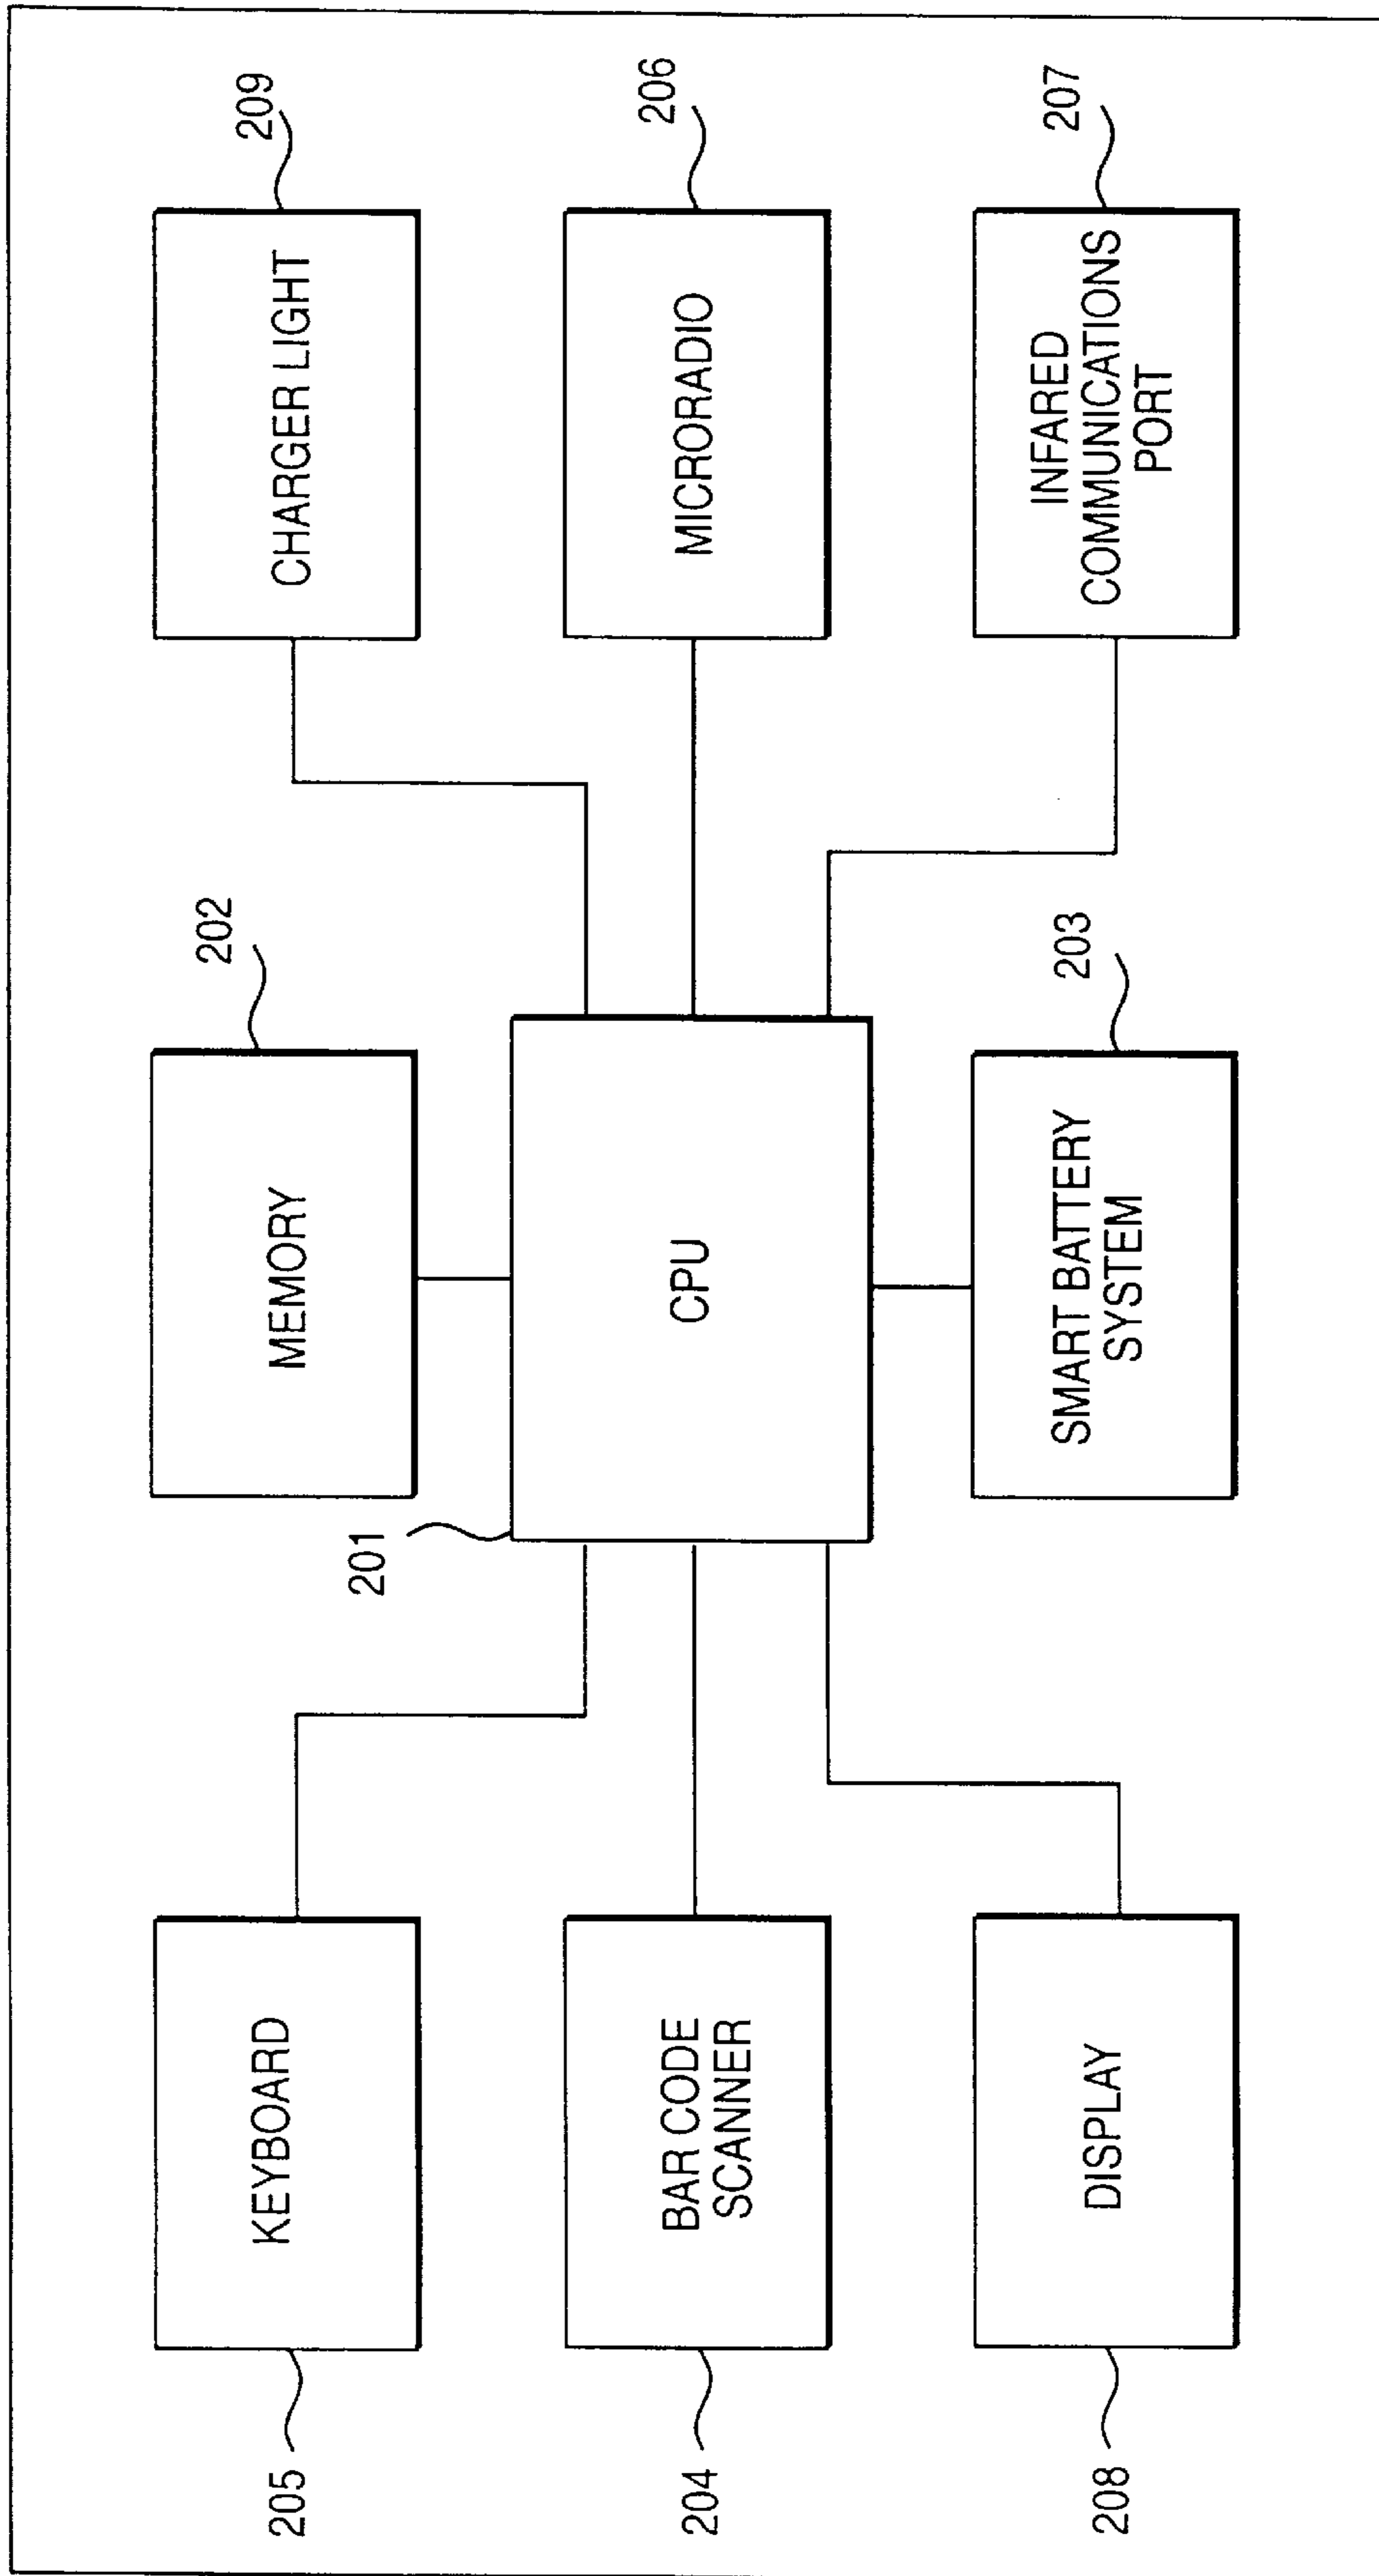 205
KEYBOARD
MEMORY
202
CHARGER LIGHT
209
201
204
BAR CODE
SCANNER
CPU
MICRORADIO
206
208
DISPLAY
SMART BATTERY
SYSTEM
203
INFARED
COMMUNICATIONS
PORT
207